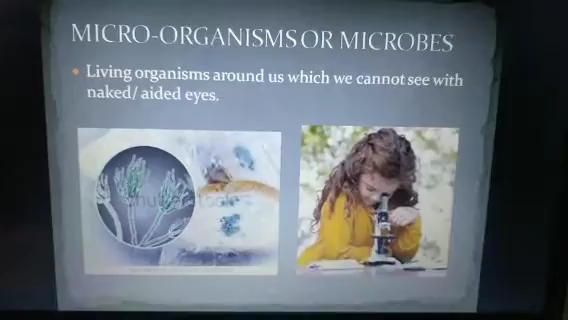 MICRO-ORGANISMS OR MICROBES
Living organisms around us which we cannot see with
naked/ aided eyes.